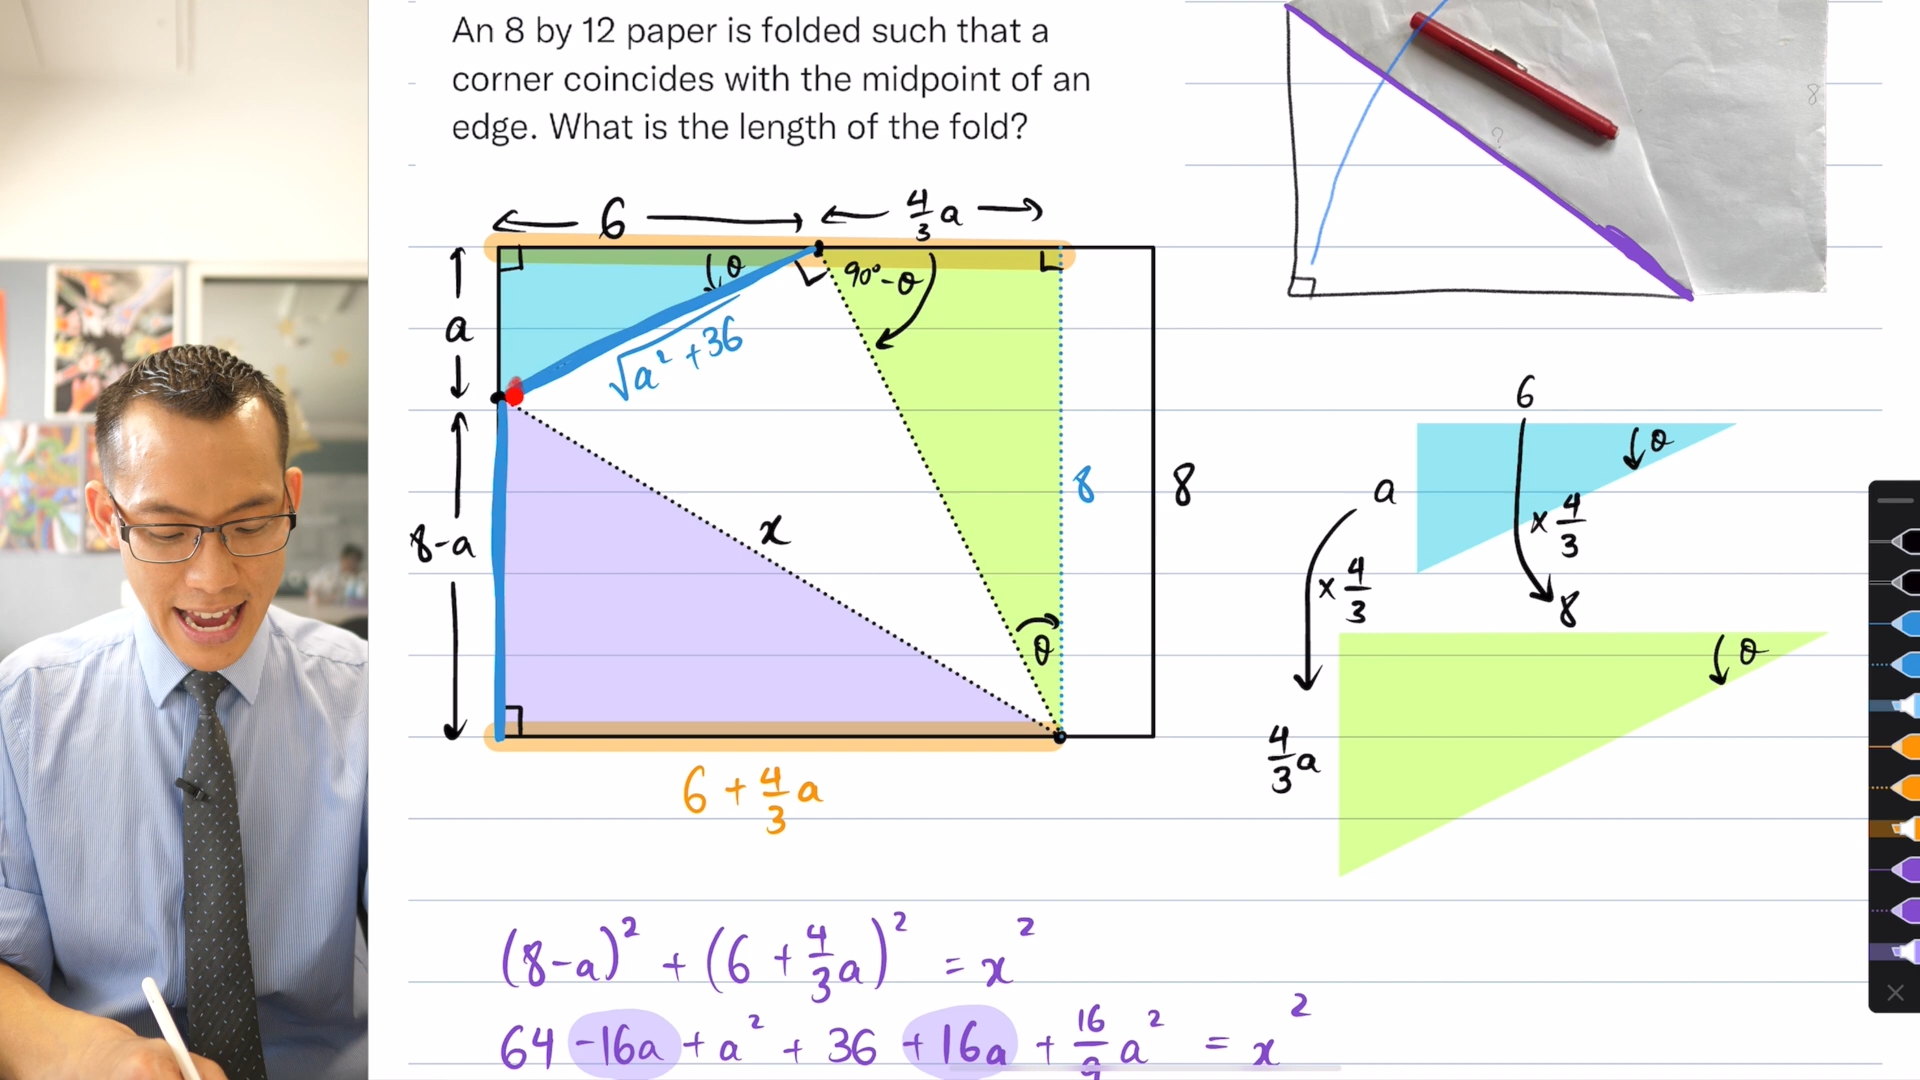 An 8 by 12 paper is folded such that a
corner coincides with the midpoint of an
edge. What is the length of the fold?
8
?
6
4/3 a
a
θ
90°-θ
√a²+36
8-a
x
8
8
θ
6 + 4/3 a
6
θ
a
× 4/3
× 4/3
8
θ
4/3 a
(8-a)² + (6 + 4/3 a)² = x²
64 -16a + a² + 36 +16a + 16/9 a² = x²